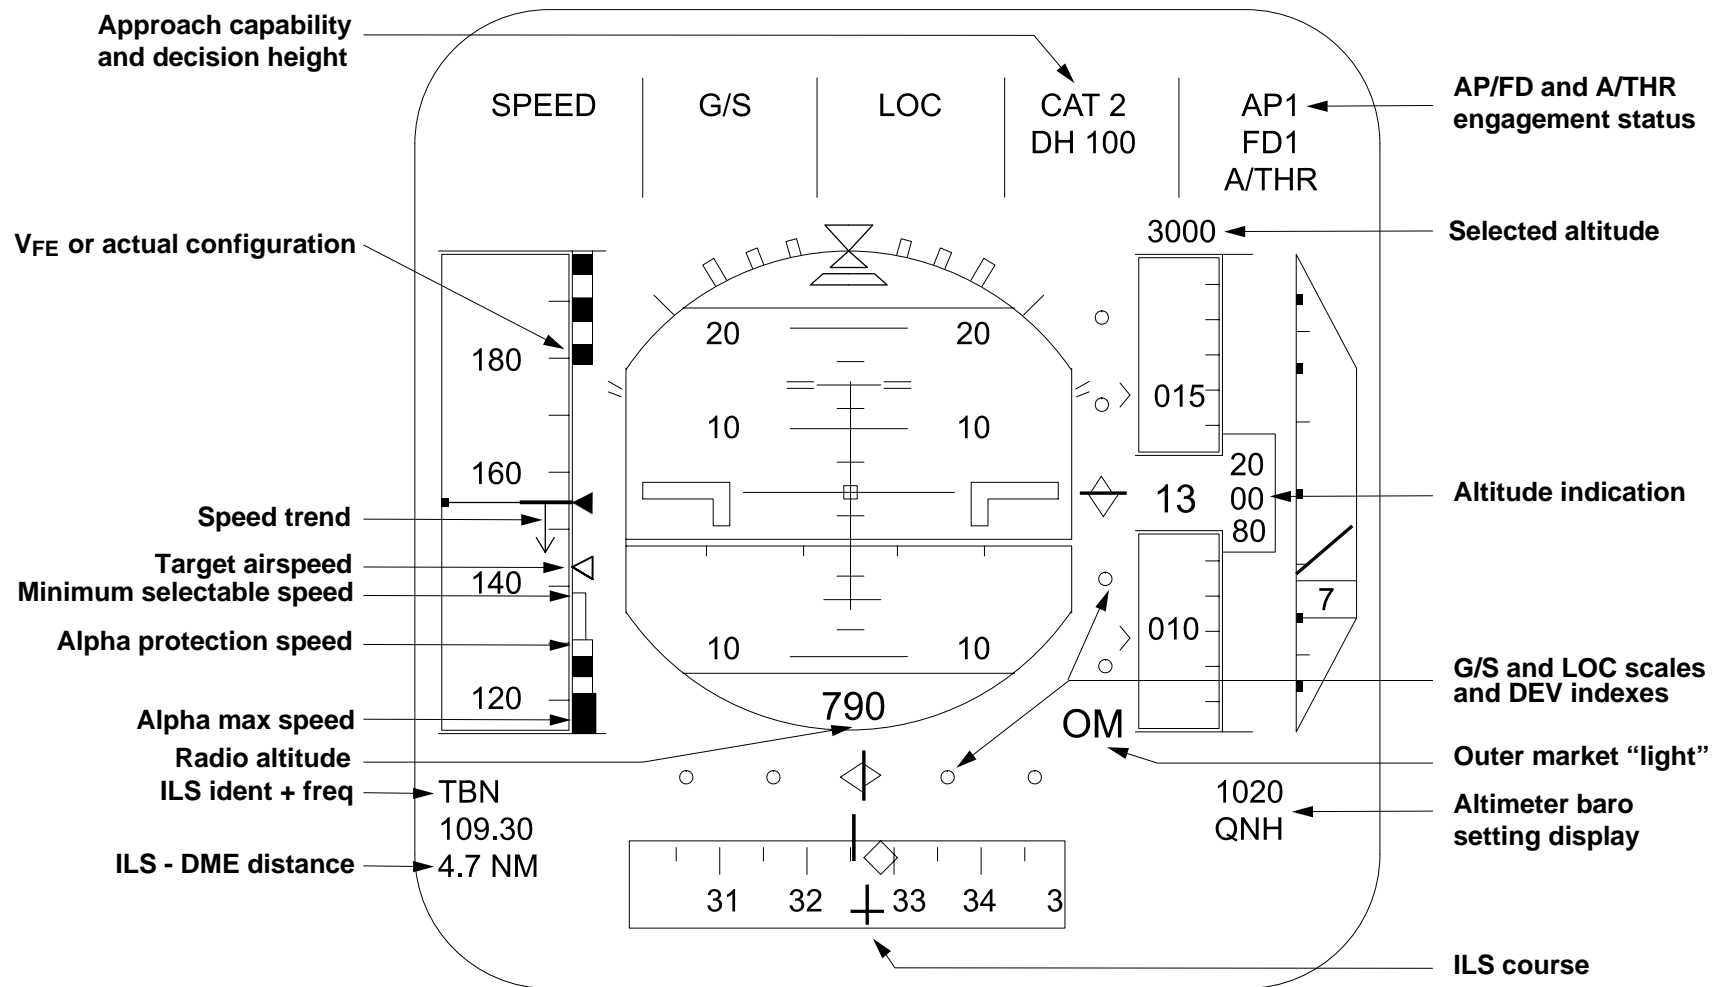 Approach capability
and decision height
SPEED
G/S
LOC
CAT 2
DH 100
AP1
FD1
A/THR
AP/FD and A/THR
engagement status
VFE or actual configuration
3000
Selected altitude
180
160
140
120
20
20
10
10
10
10
015
13
20
00
80
010
7
Altitude indication
Speed trend
Target airspeed
Minimum selectable speed
Alpha protection speed
Alpha max speed
Radio altitude
790
OM
G/S and LOC scales
and DEV indexes
Outer market “light”
ILS ident + freq
TBN
109.30
ILS - DME distance
4.7 NM
1020
QNH
Altimeter baro
setting display
31
32
33
34
3
ILS course